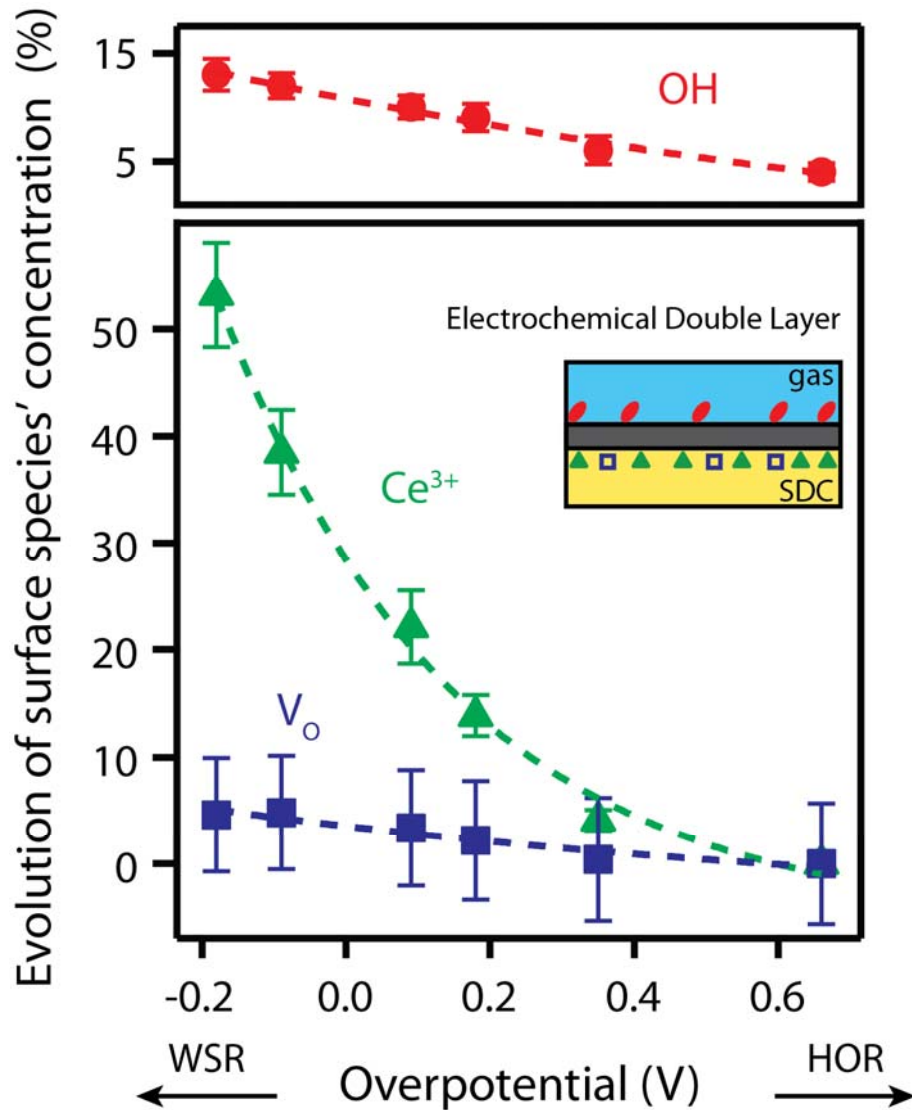 Evolution of surface species' concentration (%)
15
5
OH
50
40
30
20
10
0
Electrochemical Double Layer
gas
SDC
Ce³⁺
V_O
-0.2 0.0 0.2 0.4 0.6
WSR Overpotential (V) HOR